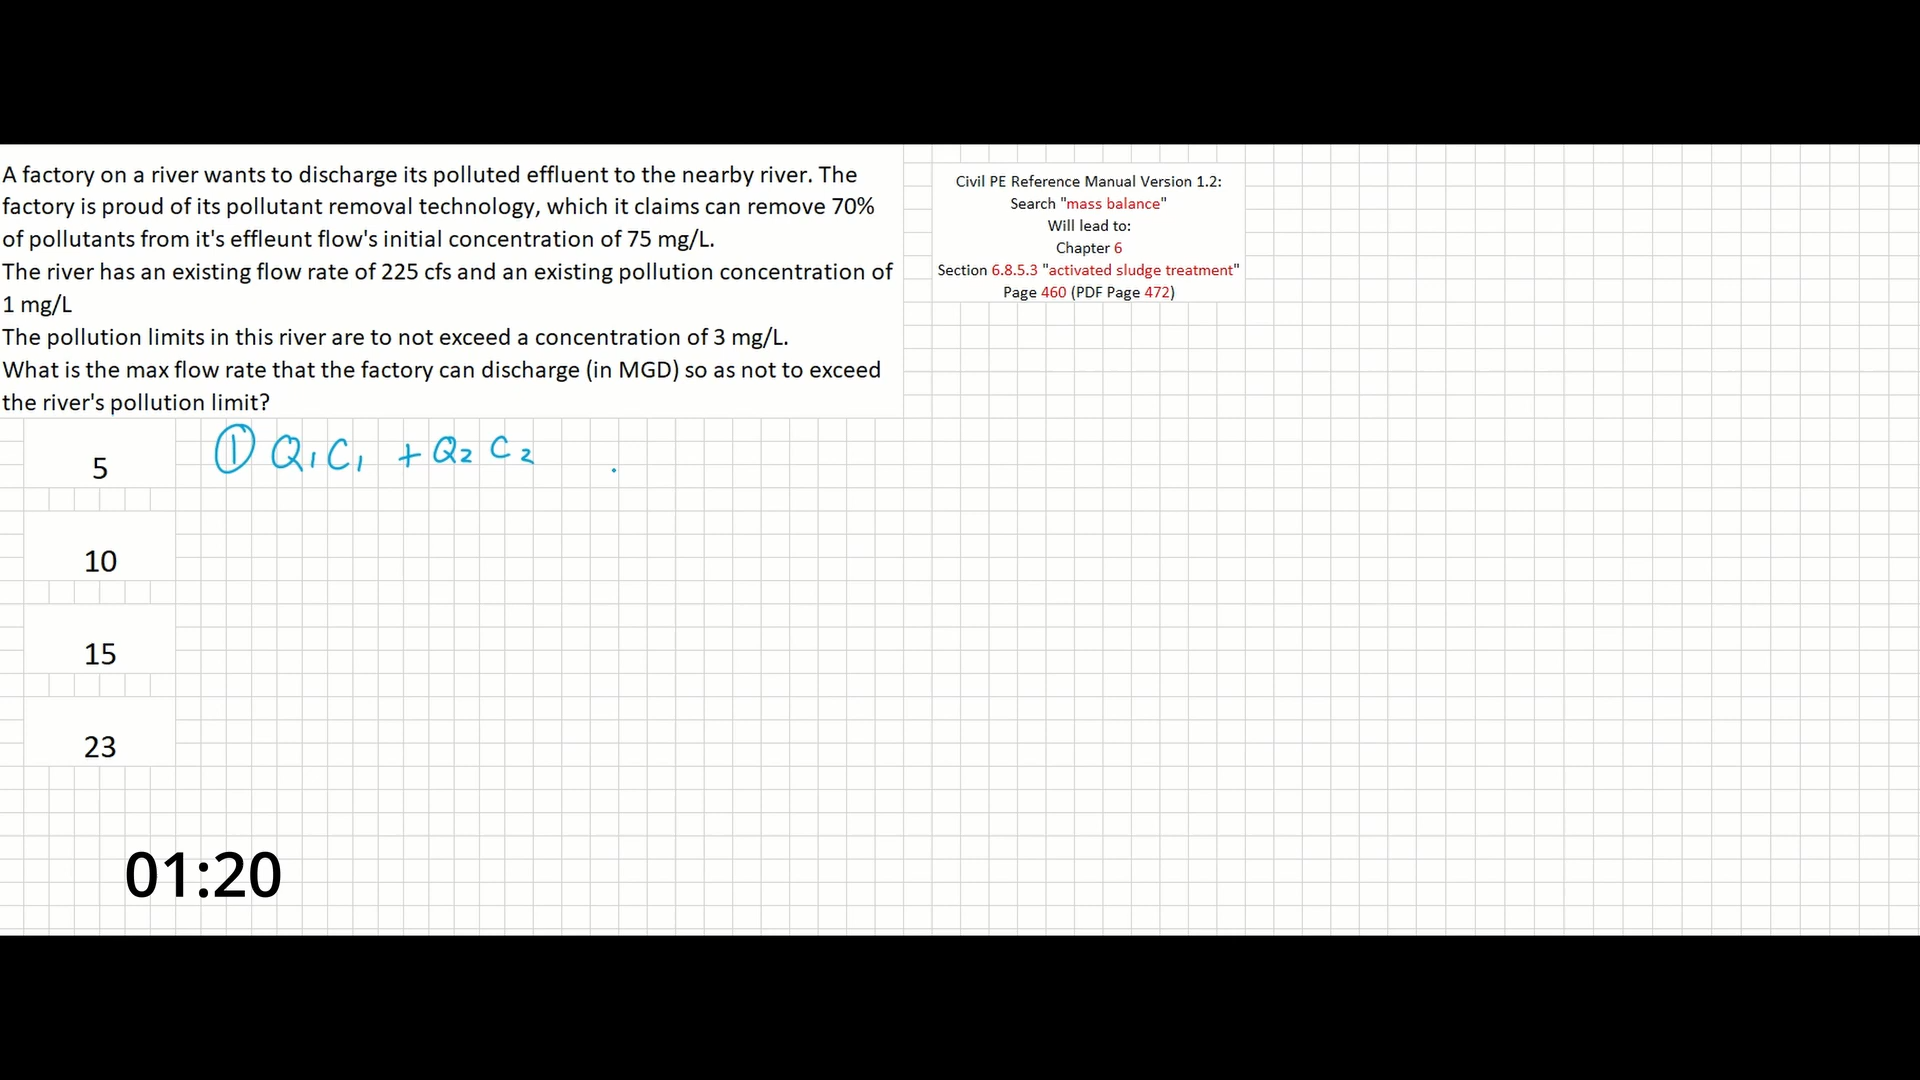 A factory on a river wants to discharge its polluted effluent to the nearby river. The
factory is proud of its pollutant removal technology, which it claims can remove 70%
of pollutants from it's effleunt flow's initial concentration of 75 mg/L.
The river has an existing flow rate of 225 cfs and an existing pollution concentration of
1 mg/L
The pollution limits in this river are to not exceed a concentration of 3 mg/L.
What is the max flow rate that the factory can discharge (in MGD) so as not to exceed
the river's pollution limit?
Civil PE Reference Manual Version 1.2:
Search "mass balance"
Will lead to:
Chapter 6
Section 6.8.5.3 "activated sludge treatment"
Page 460 (PDF Page 472)
① Q₁C₁ + Q₂ C₂
5
10
15
23
01:20